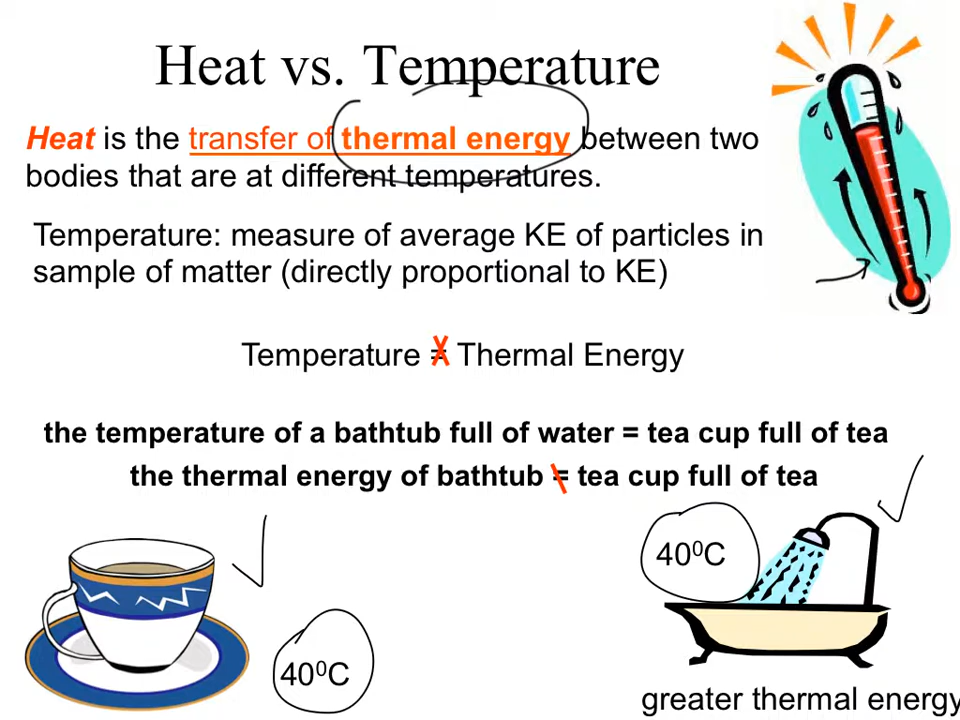 Heat vs. Temperature
Heat is the transfer of thermal energy between two
bodies that are at different temperatures.
Temperature: measure of average KE of particles in
sample of matter (directly proportional to KE)
Temperature = Thermal Energy
the temperature of a bathtub full of water = tea cup full of tea
the thermal energy of bathtub = tea cup full of tea
40⁰C
40⁰C
greater thermal energy